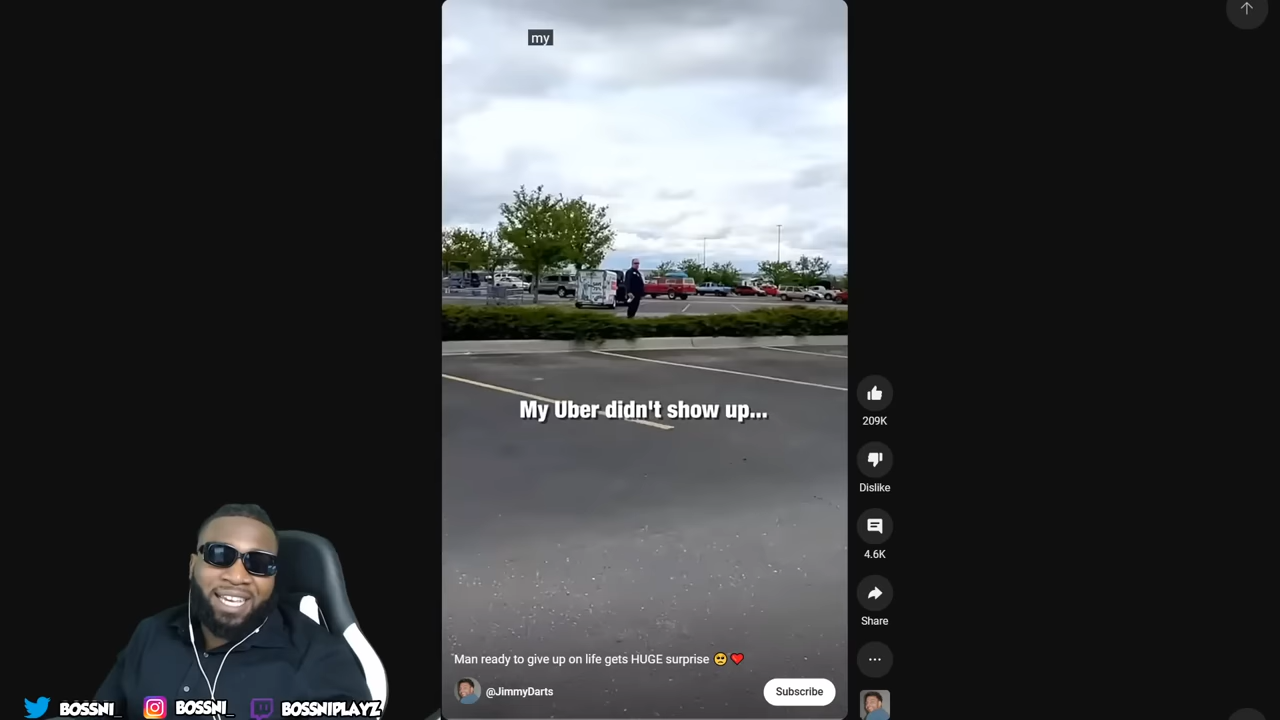 my
My Uber didn't show up...
209K
Dislike
4.6K
Share
Man ready to give up on life gets HUGE surprise 🥺❤️
@JimmyDarts
Subscribe
BOSSNI_
BOSSNI_
BOSSNIPLAYZ